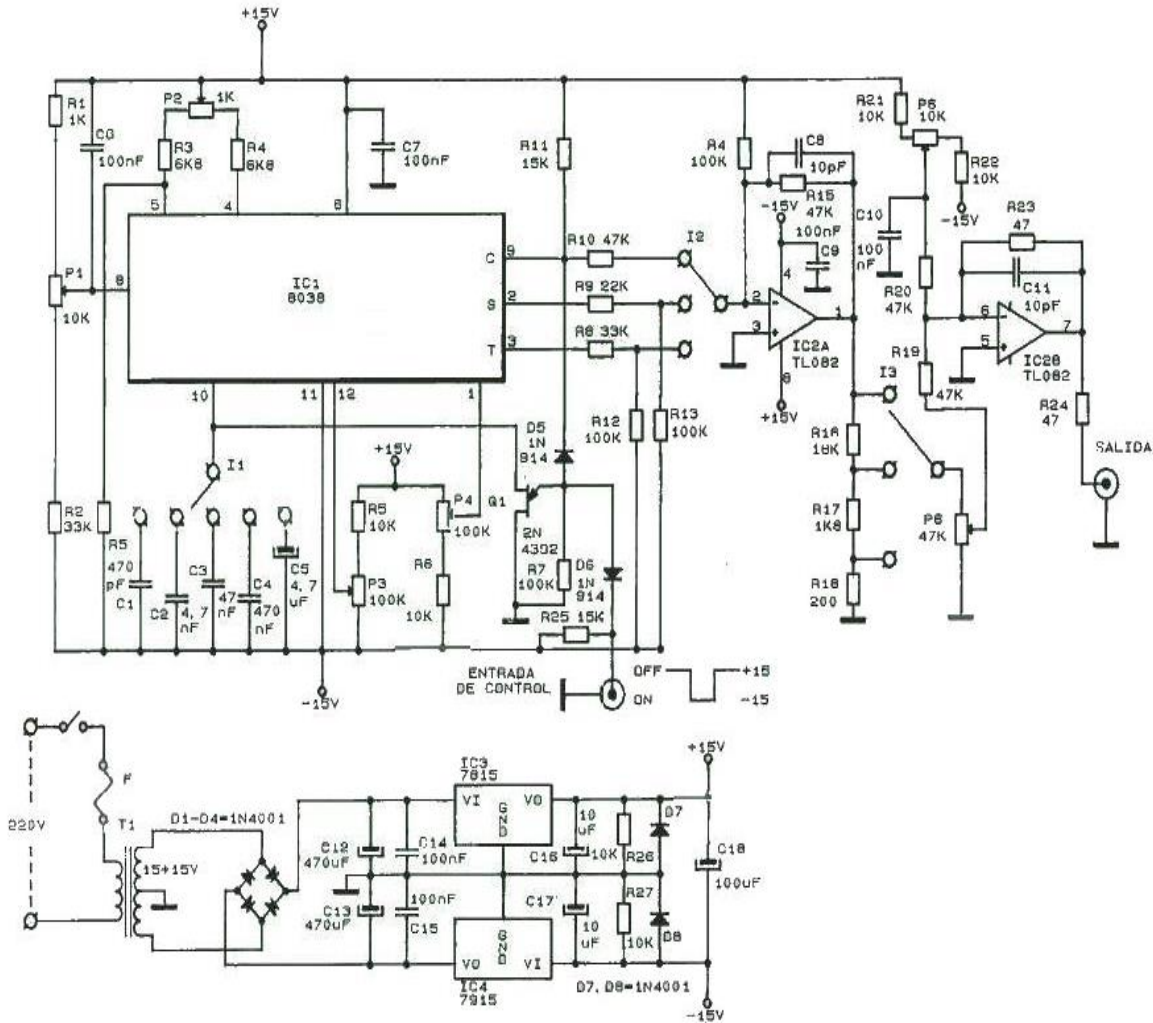 +15V
R1
1K
C6
100nF
P2
1K
R3
6K8
R4
6K8
C7
100nF
R11
15K
R4
100K
C8
10pF
R15
47K
-15V
100nF
C9
R21
10K
P6
10K
R22
10K
-15V
C10
100
nF
R23
47
C11
10pF
5
4
6
P1
10K
8
IC1
8038
C
9
R10 47K
I2
S
2
R9 22K
T
3
R8 33K
10
11
12
1
4
2
-
3
+
1
IC2A
TL082
8
+15V
R20
47K
R19
47K
6
-
5
+
7
IC2B
TL082
R24
47
SALIDA
I3
R16
18K
R17
1K8
R18
200
P6
47K
R12
100K
R13
100K
D5
1N
914
+15V
I1
Q1
2N
4392
R5
10K
P4
100K
R2
33K
R5
470
pF
C1
C2
4,7
nF
C3
47
nF
C4
470
nF
C5
4,7
uF
P3
100K
R6
10K
R7
100K
D6
1N
914
R25 15K
-15V
ENTRADA
DE CONTROL
OFF
+15
ON
-15
220V
F
T1
15+15V
D1-D4=1N4001
IC3
7815
VI
VO
GND
C12
470uF
C14
100nF
C13
470uF
100nF
C15
10
uF
C16
10K
R26
D7
C17
10
uF
R27
10K
D8
+15V
C18
100uF
GND
VO
VI
IC4
7915
D7, D8=1N4001
-15V